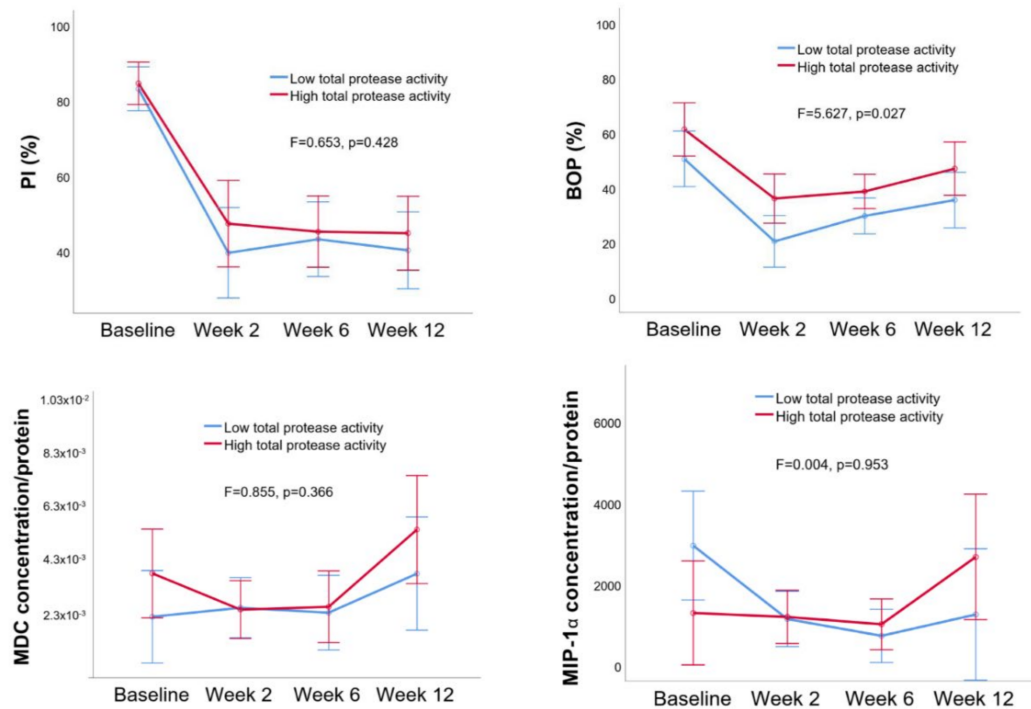 PI (%)
100
80
60
40
Low total protease activity
High total protease activity
F=0.653, p=0.428
Baseline Week 2 Week 6 Week 12
BOP (%)
100
80
60
40
20
0
Low total protease activity
High total protease activity
F=5.627, p=0.027
Baseline Week 2 Week 6 Week 12
MDC concentration/protein
1.03x10⁻²
8.3x10⁻³
6.3x10⁻³
4.3x10⁻³
2.3x10⁻³
Low total protease activity
High total protease activity
F=0.855, p=0.366
Baseline Week 2 Week 6 Week 12
MIP-1α concentration/protein
6000
4000
2000
0
Low total protease activity
High total protease activity
F=0.004, p=0.953
Baseline Week 2 Week 6 Week 12